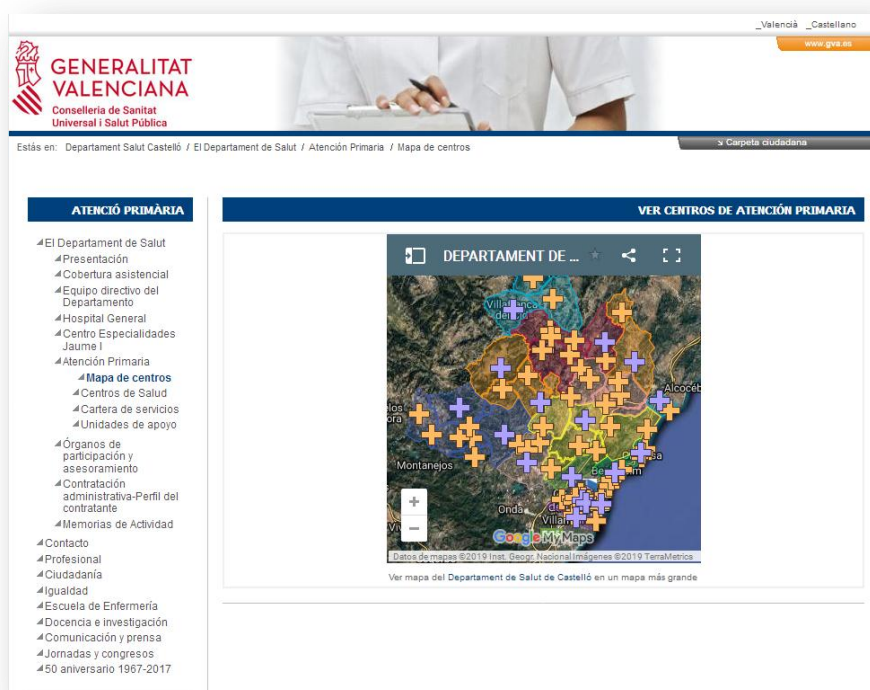 _Valencià _Castellano
www.gva.es
GENERALITAT
VALENCIANA
Conselleria de Sanitat
Universal i Salut Pública
Estás en: Departament Salut Castelló / El Departament de Salut / Atención Primaria / Mapa de centros
Carpeta ciudadana
ATENCIÓ PRIMÀRIA
El Departament de Salut
Presentación
Cobertura asistencial
Equipo directivo del
Departamento
Hospital General
Centro Especialidades
Jaume I
Atención Primaria
Mapa de centros
Centros de Salud
Cartera de servicios
Unidades de apoyo
Órganos de
participación y
asesoramiento
Contratación
administrativa-Perfil del
contratante
Memorias de Actividad
Contacto
Profesional
Ciudadanía
Igualdad
Escuela de Enfermería
Docencia e investigación
Comunicación y prensa
Jornadas y congresos
50 aniversario 1967-2017
VER CENTROS DE ATENCIÓN PRIMARIA
DEPARTAMENT DE ...
Montanejos
Onda
Google My Maps
Datos de mapas ©2019 Inst. Geogr. Nacional Imágenes ©2019 TerraMetrics
Ver mapa del Departament de Salut de Castelló en un mapa más grande